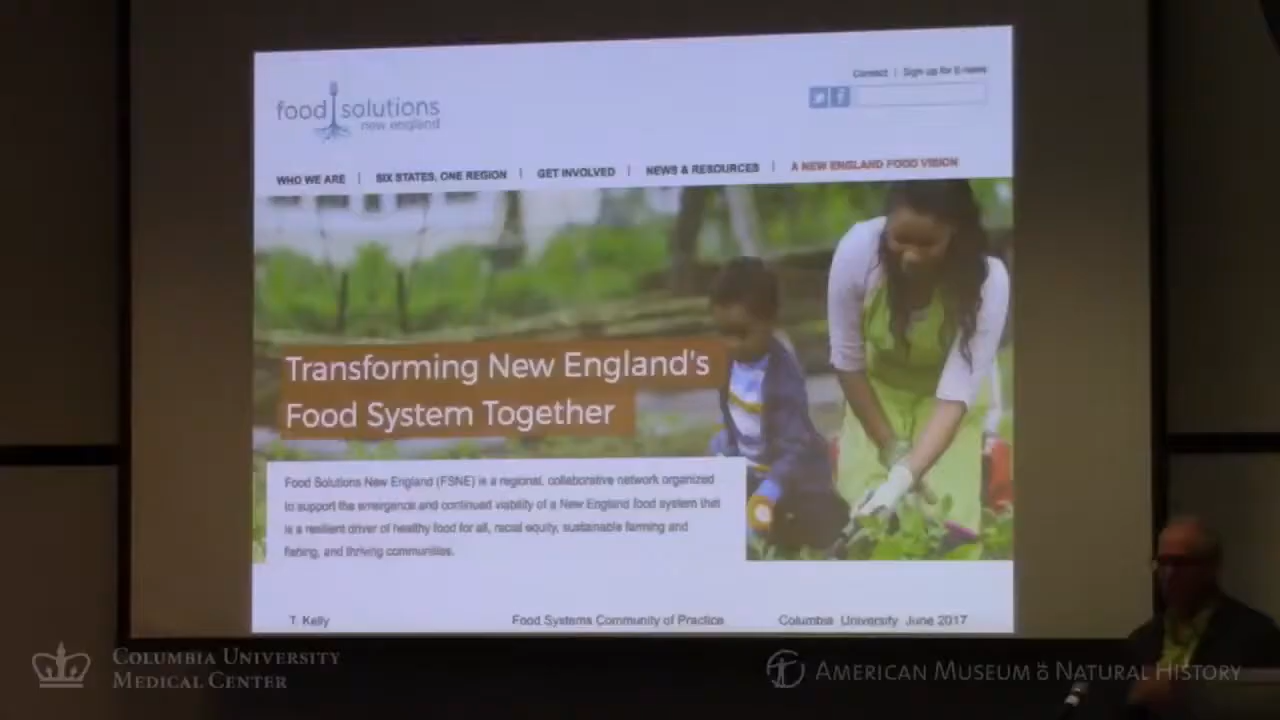 Contact | Sign up for E-news
food solutions
new england
WHO WE ARE | SIX STATES, ONE REGION | GET INVOLVED | NEWS & RESOURCES | A NEW ENGLAND FOOD VISION
Transforming New England's
Food System Together
Food Solutions New England (FSNE) is a regional, collaborative network organized
to support the emergence and continued viability of a New England food system that
is a resilient driver of healthy food for all, racial equity, sustainable farming and
fishing, and thriving communities.
T. Kelly Food Systems Community of Practice Columbia University June 2017
COLUMBIA UNIVERSITY
MEDICAL CENTER
AMERICAN MUSEUM OF NATURAL HISTORY